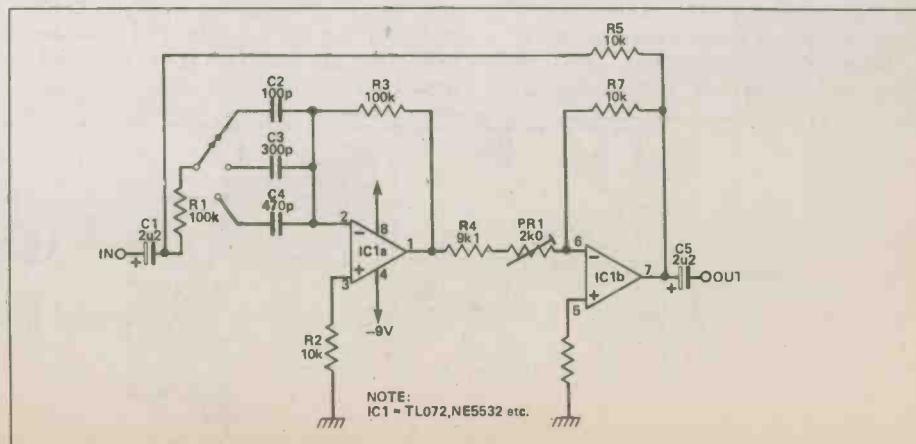 R5
10k
C2
100p
R3
100k
R7
10k
C3
300p
C4
470p
R1
100k
C1
2u2
IN
+
2
−
8
IC1a
1
+
3
4
−9V
R4
9k1
PR1
2k0
6
−
IC1b
7
+
5
C5
2u2
+
OUT
R2
10k
NOTE:
IC1 = TL072,NE5532 etc.